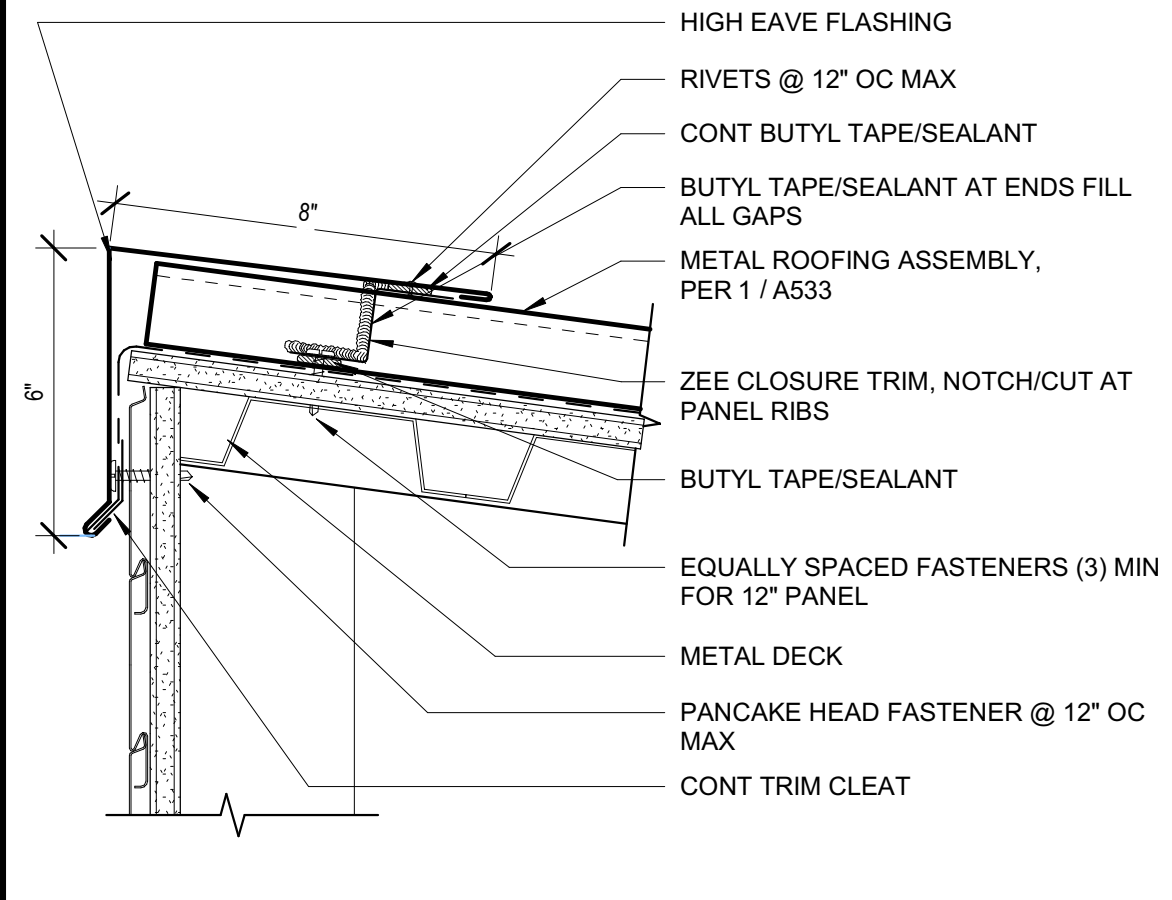 HIGH EAVE FLASHING
RIVETS @ 12" OC MAX
CONT BUTYL TAPE/SEALANT
BUTYL TAPE/SEALANT AT ENDS FILL
ALL GAPS
METAL ROOFING ASSEMBLY,
PER 1 / A533
ZEE CLOSURE TRIM, NOTCH/CUT AT
PANEL RIBS
BUTYL TAPE/SEALANT
EQUALLY SPACED FASTENERS (3) MIN
FOR 12" PANEL
METAL DECK
PANCAKE HEAD FASTENER @ 12" OC
MAX
CONT TRIM CLEAT
8"
6"